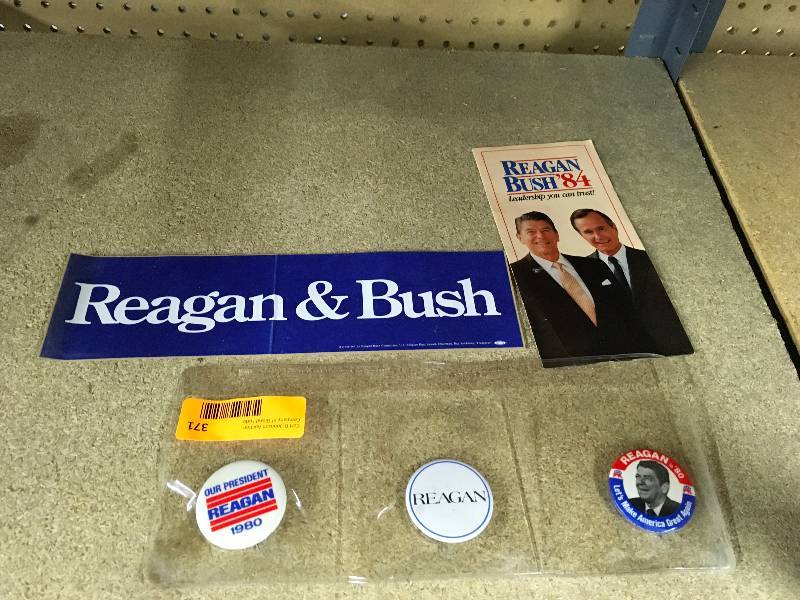 REAGAN
BUSH '84
Leadership you can trust!
Reagan & Bush
371
OUR PRESIDENT
REAGAN
1980
REAGAN
REAGAN '80
Let's Make America Great Again